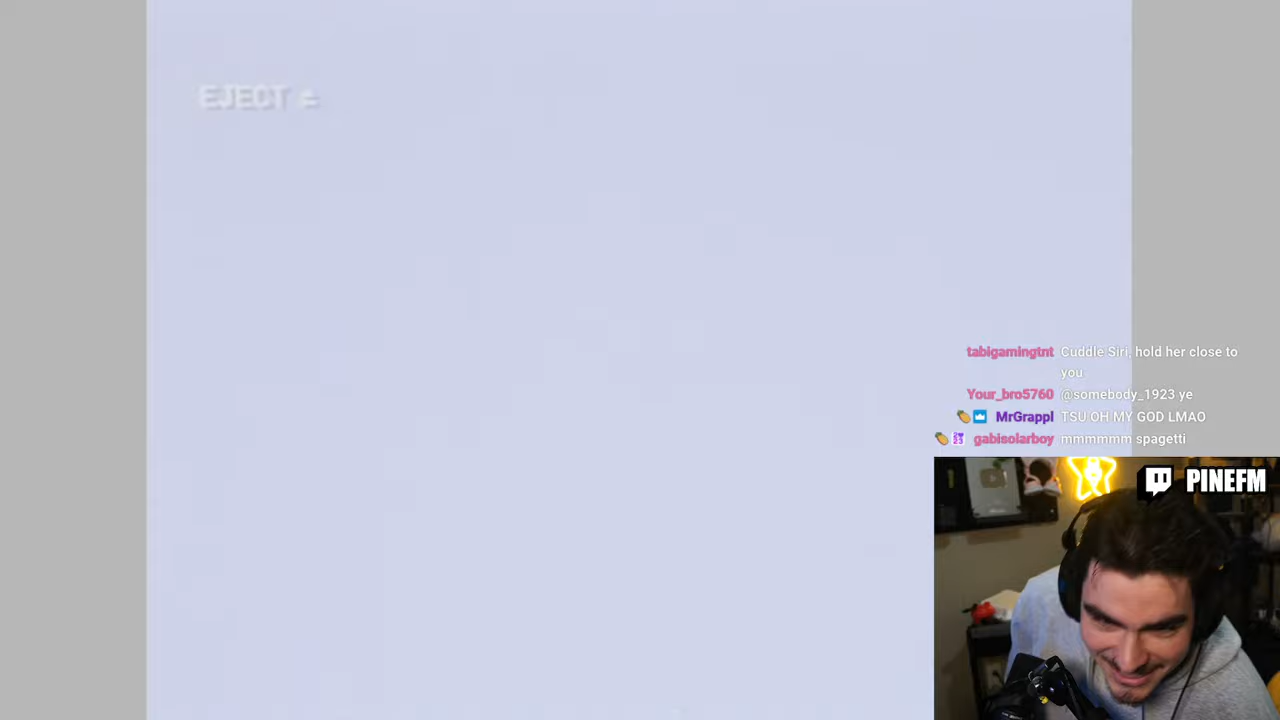 EJECT ≐
tabigamingtnt Cuddle Siri, hold her close to
you
Your_bro5760 @somebody_1923 ye
MrGrappl TSU OH MY GOD LMAO
gabisolarboy mmmmmm spagetti
PINEFM